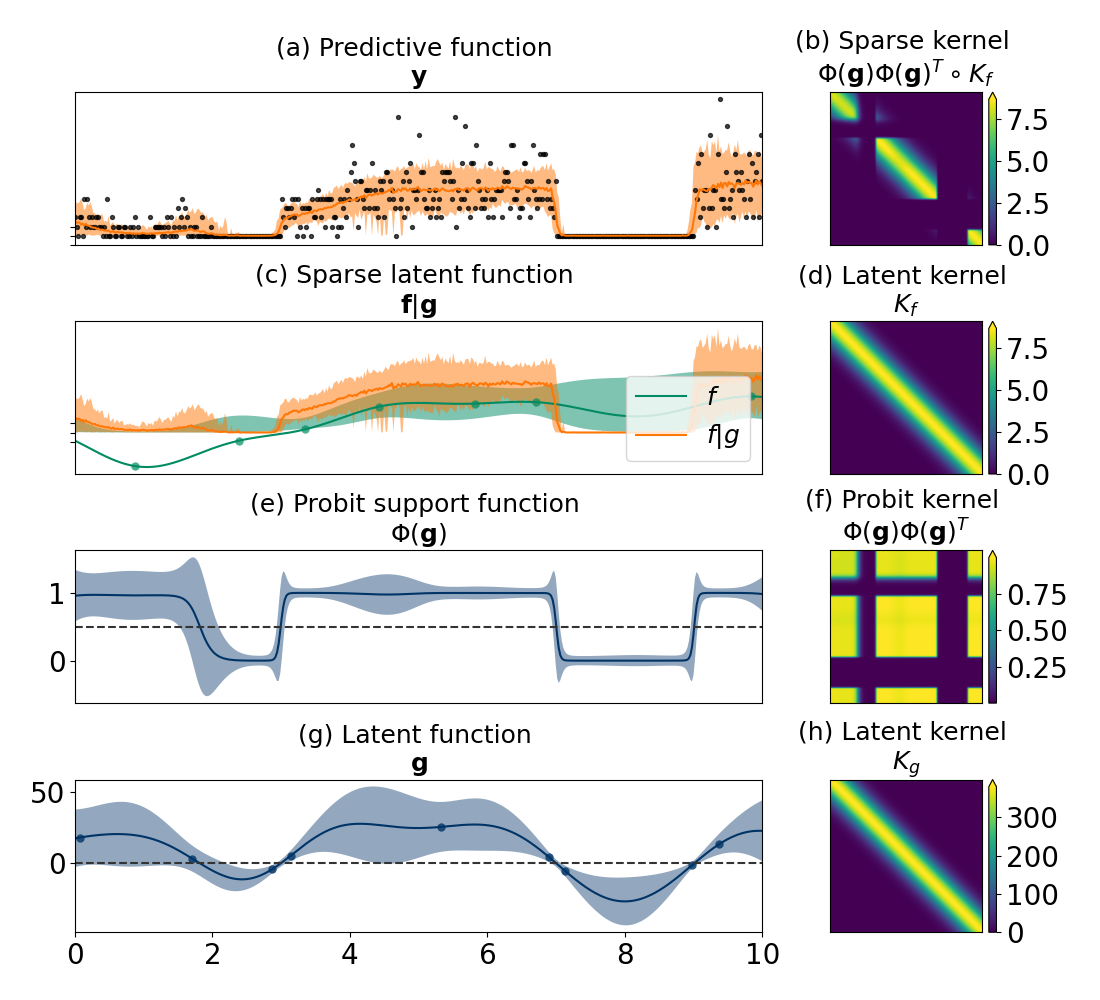 (a) Predictive function
y
(b) Sparse kernel
Φ(g)Φ(g)ᵀ ∘ K_f
7.5
5.0
2.5
0.0
(c) Sparse latent function
f|g
f
f|g
(d) Latent kernel
K_f
7.5
5.0
2.5
0.0
(e) Probit support function
Φ(g)
1
0
(f) Probit kernel
Φ(g)Φ(g)ᵀ
0.75
0.50
0.25
(g) Latent function
g
50
0
0 2 4 6 8 10
(h) Latent kernel
K_g
300
200
100
0